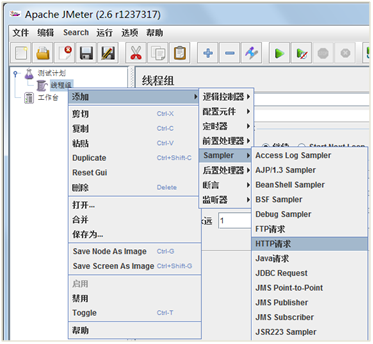 Apache JMeter (2.6 r1237317)
文件 编辑 Search 运行 选项 帮助
测试计划
线程组
工作台
线程组
添加
剪切 Ctrl-X
复制 Ctrl-C
粘贴 Ctrl-V
Duplicate Ctrl+Shift-C
Reset Gui
删除 Delete
打开...
合并
保存为...
Save Node As Image Ctrl-G
Save Screen As Image Ctrl+Shift-G
启用
禁用
Toggle Ctrl-T
帮助
逻辑控制器
配置元件
定时器
前置处理器
Sampler
后置处理器
断言
监听器
继续 Start Next Loop
远 1
Access Log Sampler
AJP/1.3 Sampler
BeanShell Sampler
BSF Sampler
Debug Sampler
FTP请求
HTTP请求
Java请求
JDBC Request
JMS Point-to-Point
JMS Publisher
JMS Subscriber
JSR223 Sampler